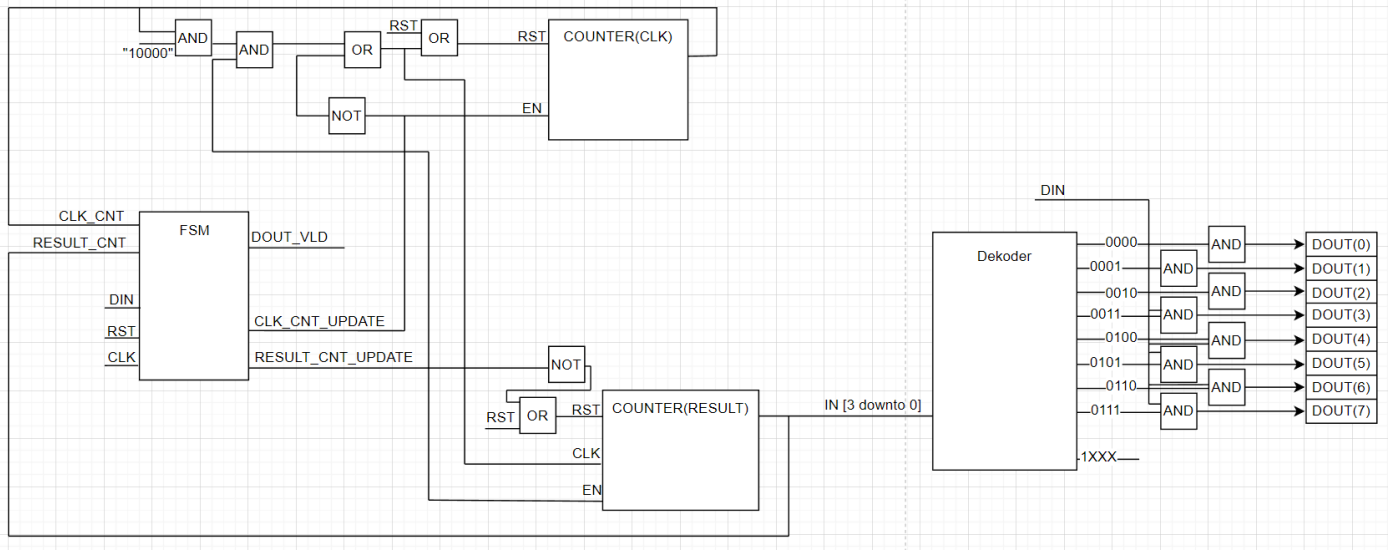 AND
"10000"
AND
OR
RST
OR
RST
COUNTER(CLK)
NOT
EN
CLK_CNT
RESULT_CNT
FSM
DOUT_VLD
DIN
RST
CLK
CLK_CNT_UPDATE
RESULT_CNT_UPDATE
NOT
RST
OR
RST
COUNTER(RESULT)
CLK
EN
IN [3 downto 0]
DIN
Dekoder
0000
AND
DOUT(0)
0001
AND
DOUT(1)
0010
AND
DOUT(2)
0011
AND
DOUT(3)
0100
AND
DOUT(4)
0101
AND
DOUT(5)
0110
AND
DOUT(6)
0111
AND
DOUT(7)
1XXX